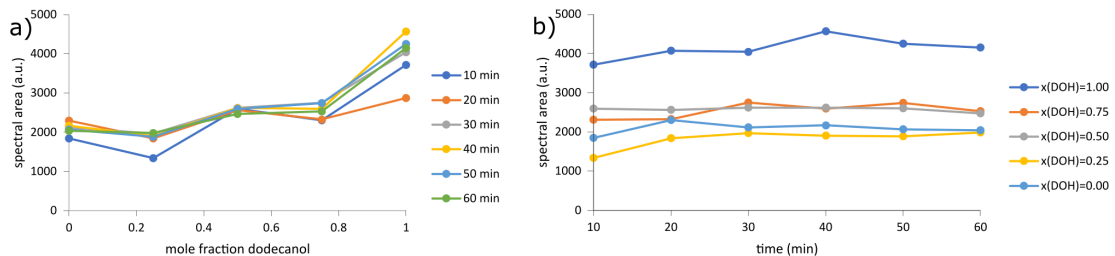 a)
5000
4000
3000
2000
1000
0
spectral area (a.u.)
0 0.2 0.4 0.6 0.8 1
mole fraction dodecanol
10 min
20 min
30 min
40 min
50 min
60 min
b)
5000
4000
3000
2000
1000
0
spectral area (a.u.)
10 20 30 40 50 60
time (min)
x(DOH)=1.00
x(DOH)=0.75
x(DOH)=0.50
x(DOH)=0.25
x(DOH)=0.00